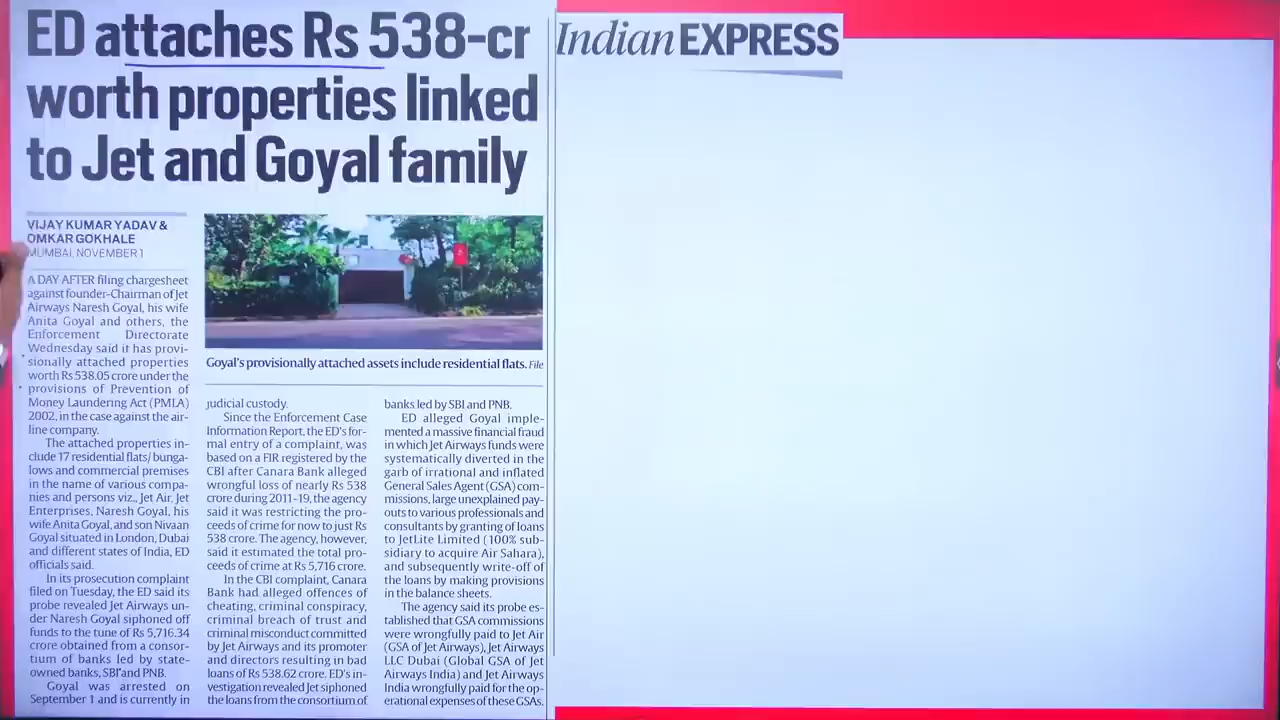 ED attaches Rs 538-cr
worth properties linked
to Jet and Goyal family
Indian EXPRESS
VIJAY KUMAR YADAV &
OMKAR GOKHALE
MUMBAI, NOVEMBER 1
A DAY AFTER filing chargesheet
against founder-Chairman of Jet
Airways Naresh Goyal, his wife
Anita Goyal and others, the
Enforcement Directorate
Wednesday said it has provi-
sionally attached properties
worth Rs 538.05 crore under the
provisions of Prevention of
Money Laundering Act (PMLA)
2002, in the case against the air-
line company.
The attached properties in-
clude 17 residential flats/bunga-
lows and commercial premises
in the name of various compa-
nies and persons viz., Jet Air, Jet
Enterprises, Naresh Goyal, his
wife Anita Goyal, and son Nivaan
Goyal situated in London, Dubai
and different states of India, ED
officials said.
In its prosecution complaint
filed on Tuesday, the ED said its
probe revealed Jet Airways un-
der Naresh Goyal siphoned off
funds to the tune of Rs 5,716.34
crore obtained from a consor-
tium of banks led by state-
owned banks, SBI and PNB.
Goyal was arrested on
September 1 and is currently in
Goyal's provisionally attached assets include residential flats. File
judicial custody.
Since the Enforcement Case
Information Report, the ED's for-
mal entry of a complaint, was
based on a FIR registered by the
CBI after Canara Bank alleged
wrongful loss of nearly Rs 538
crore during 2011-19, the agency
said it was restricting the pro-
ceeds of crime for now to just Rs
538 crore. The agency, however,
said it estimated the total pro-
ceeds of crime at Rs 5,716 crore.
In the CBI complaint, Canara
Bank had alleged offences of
cheating, criminal conspiracy,
criminal breach of trust and
criminal misconduct committed
by Jet Airways and its promoter
and directors resulting in bad
loans of Rs 538.62 crore. ED's in-
vestigation revealed Jet siphoned
the loans from the consortium of
banks led by SBI and PNB.
ED alleged Goyal imple-
mented a massive financial fraud
in which Jet Airways funds were
systematically diverted in the
garb of irrational and inflated
General Sales Agent (GSA) com-
missions, large unexplained pay-
outs to various professionals and
consultants by granting of loans
to JetLite Limited (100% sub-
sidiary to acquire Air Sahara),
and subsequently write-off of
the loans by making provisions
in the balance sheets.
The agency said its probe es-
tablished that GSA commissions
were wrongfully paid to Jet Air
(GSA of Jet Airways), Jet Airways
LLC Dubai (Global GSA of Jet
Airways India) and Jet Airways
India wrongfully paid for the op-
erational expenses of these GSAs.